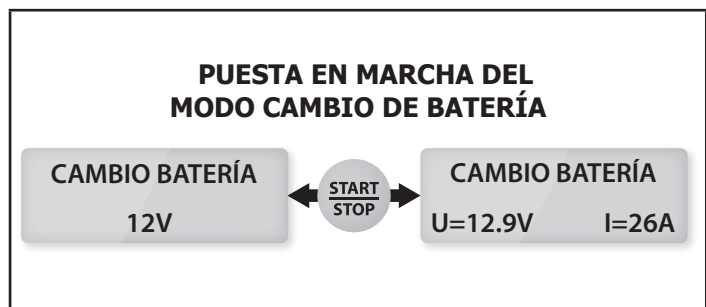 PUESTA EN MARCHA DEL
MODO CAMBIO DE BATERÍA
CAMBIO BATERÍA
12V
START
STOP
CAMBIO BATERÍA
U=12.9V I=26A